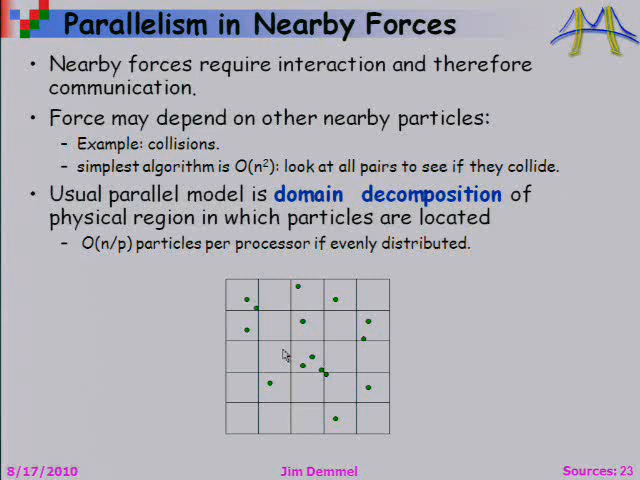 Parallelism in Nearby Forces
• Nearby forces require interaction and therefore
communication.
• Force may depend on other nearby particles:
– Example: collisions.
– simplest algorithm is O(n²): look at all pairs to see if they collide.
• Usual parallel model is domain decomposition of
physical region in which particles are located
– O(n/p) particles per processor if evenly distributed.
8/17/2010
Jim Demmel
Sources: 23